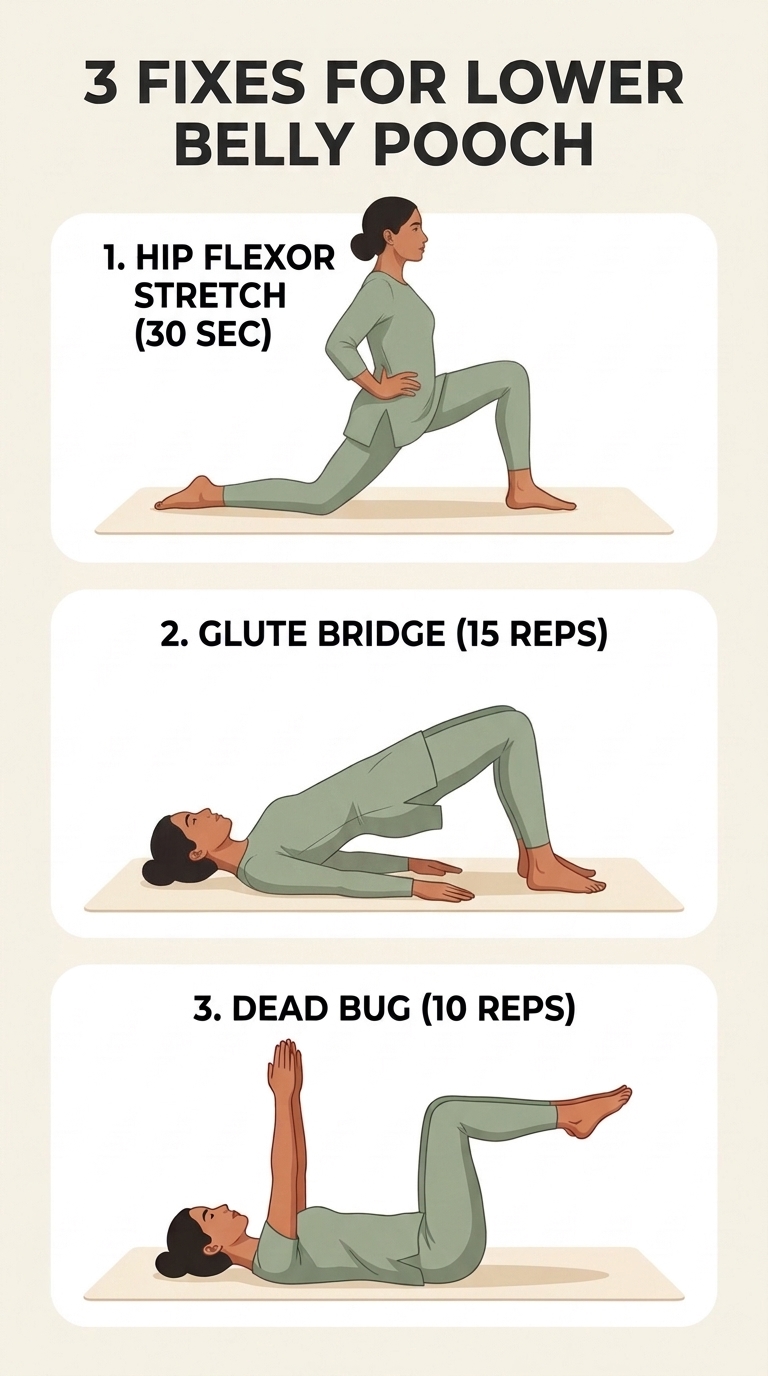 3 FIXES FOR LOWER
BELLY POOCH
1. HIP FLEXOR
STRETCH
(30 SEC)
2. GLUTE BRIDGE (15 REPS)
3. DEAD BUG (10 REPS)